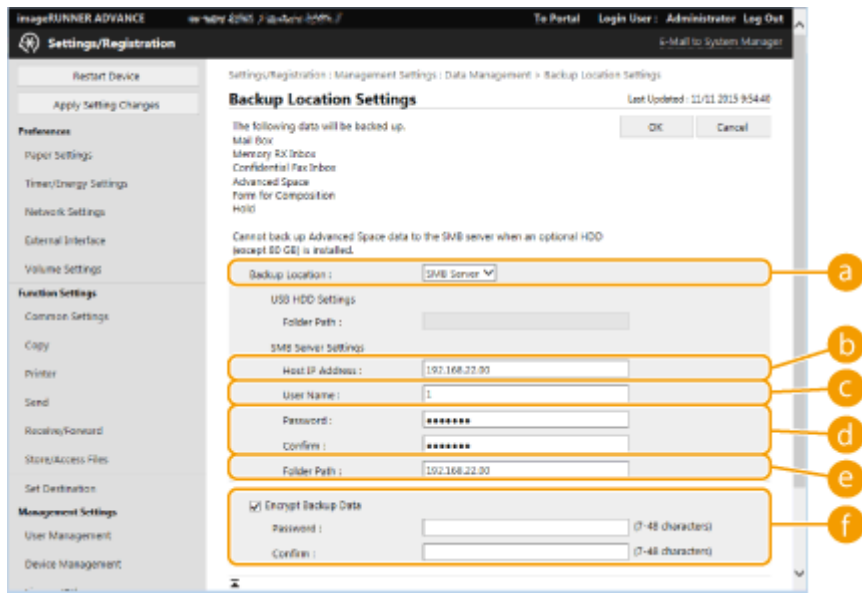 imageRUNNER ADVANCE
To Portal Login User : Administrator Log Out
Settings/Registration
E-Mail to System Manager
Restart Device
Apply Setting Changes
Preferences
Paper Settings
Timer/Energy Settings
Network Settings
External Interface
Volume Settings
Function Settings
Common Settings
Copy
Printer
Send
Receive/Forward
Store/Access Files
Set Destination
Management Settings
User Management
Device Management
Settings/Registration : Management Settings : Data Management > Backup Location Settings
Backup Location Settings
Last Updated : 11/11 2015 9:54:40
The following data will be backed up.
OK
Cancel
Mail Box
Memory RX Inbox
Confidential Fax Inbox
Advanced Space
Form for Composition
Hold
Cannot back up Advanced Space data to the SMB server when an optional HDD
(except 80 GB) is installed.
Backup Location : SMB Server
a
USB HDD Settings
Folder Path :
SMB Server Settings
Host IP Address : 192.168.22.00
b
User Name : 1
c
Password : •••••••
d
Confirm : •••••••
Folder Path : 192.168.22.00
e
Encrypt Backup Data
f
Password : (7-48 characters)
Confirm : (7-48 characters)